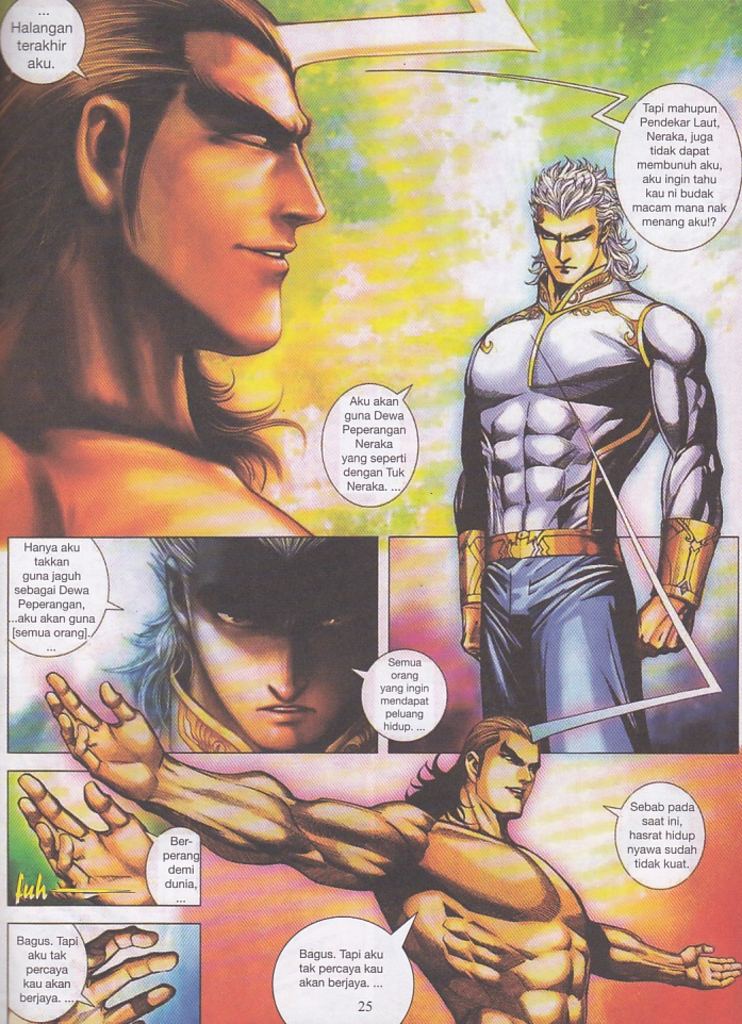 ...
Halangan
terakhir
aku.
Tapi mahupun
Pendekar Laut,
Neraka, juga
tidak dapat
membunuh aku,
aku ingin tahu
kau ni budak
macam mana nak
menang aku!?
Aku akan
guna Dewa
Peperangan
Neraka
yang seperti
dengan Tuk
Neraka. ...
Hanya aku
takkan
guna jaguh
sebagai Dewa
Peperangan,
...aku akan guna
[semua orang].
...
Semua
orang
yang ingin
mendapat
peluang
hidup. ...
Sebab pada
saat ini,
hasrat hidup
nyawa sudah
tidak kuat.
Ber-
perang
demi
dunia,
...
fuh
Bagus. Tapi
aku tak
percaya kau
akan
berjaya. ...
Bagus. Tapi aku
tak percaya kau
akan berjaya. ...
25